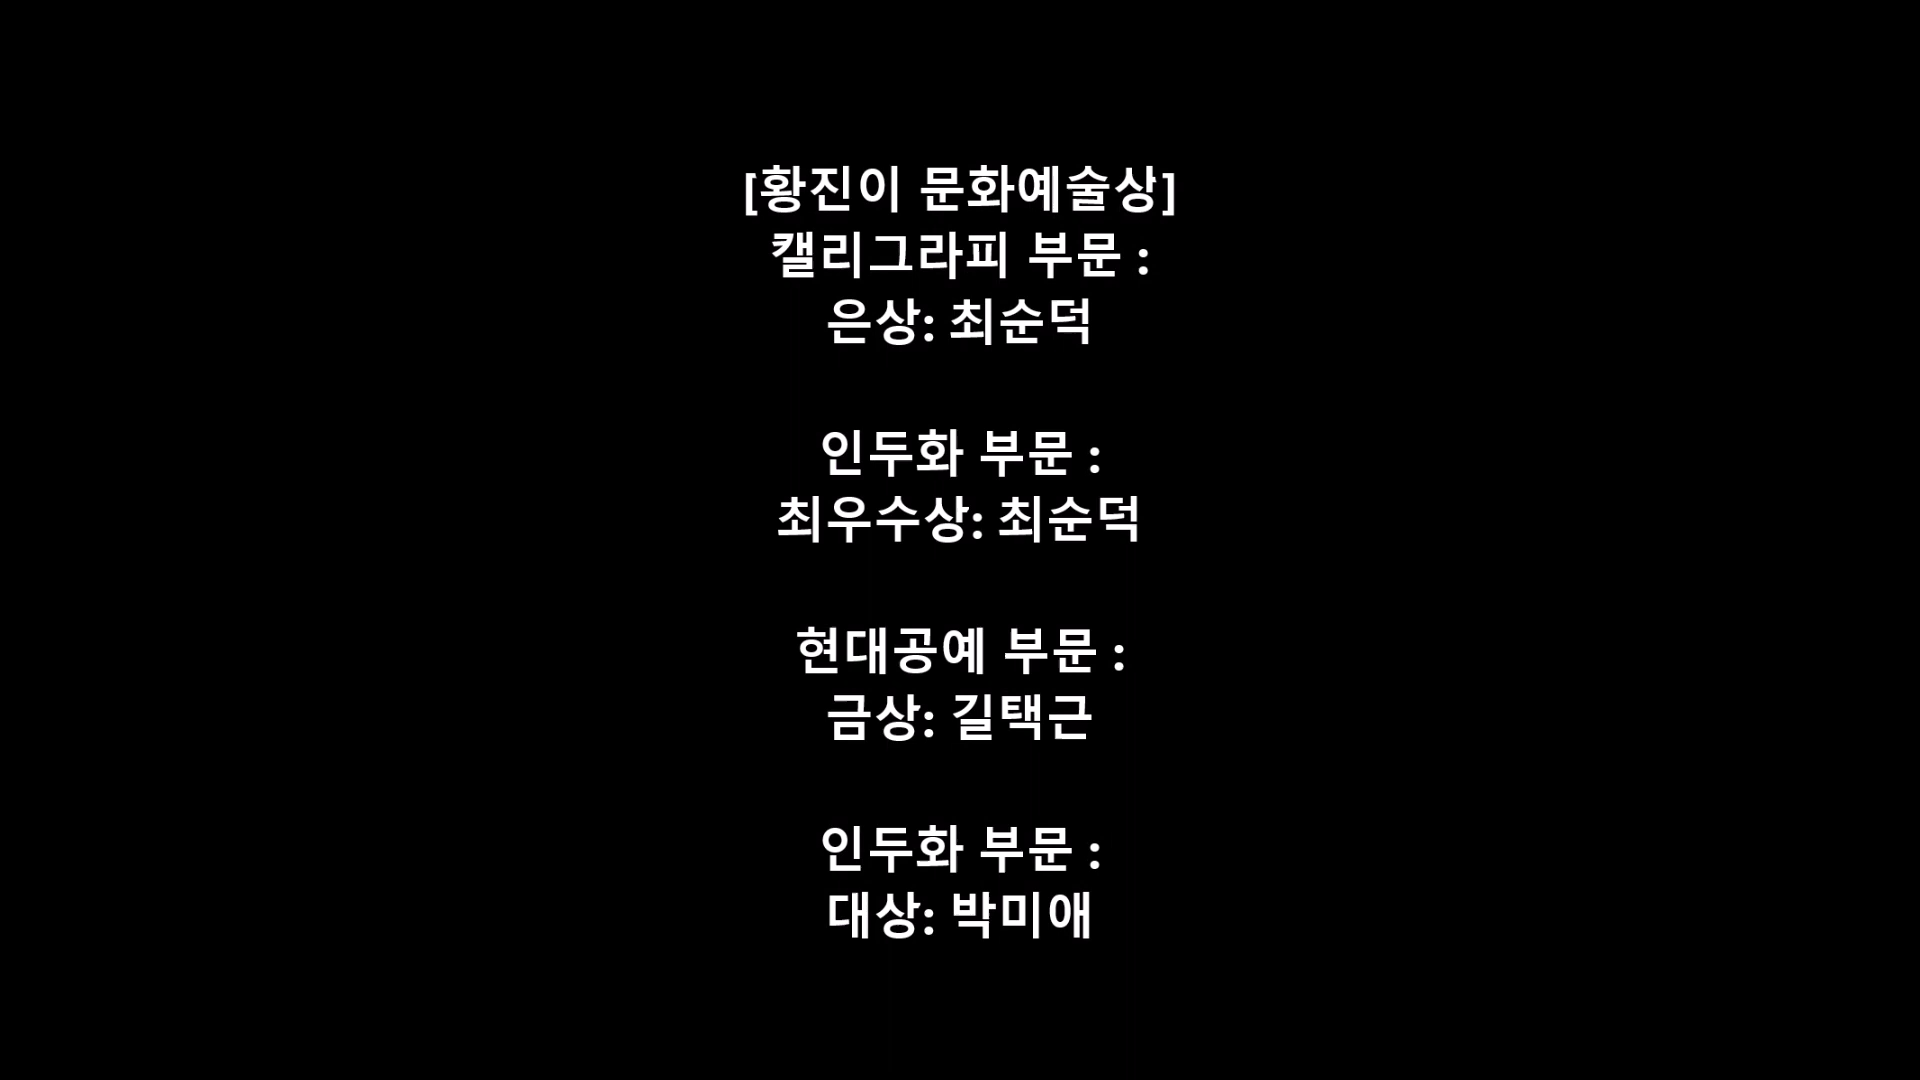 [황진이 문화예술상]
캘리그라피 부문 :
은상: 최순덕
인두화 부문 :
최우수상: 최순덕
현대공예 부문 :
금상: 길택근
인두화 부문 :
대상: 박미애